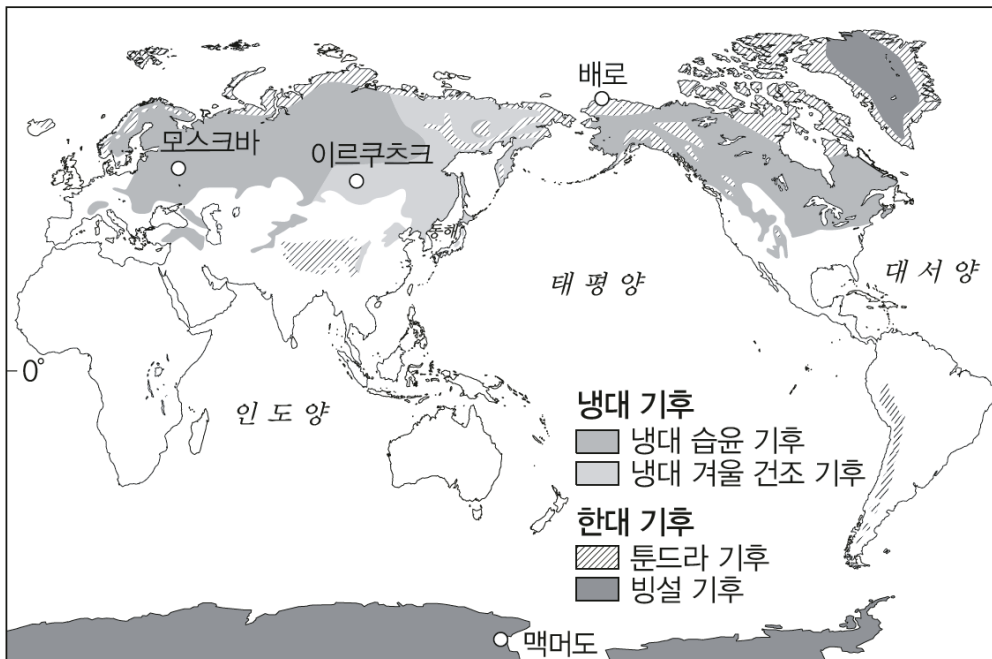 배로
모스크바
이르쿠츠크
동해
태평양
대서양
0°
인도양
냉대 기후
냉대 습윤 기후
냉대 겨울 건조 기후
한대 기후
툰드라 기후
빙설 기후
맥머도